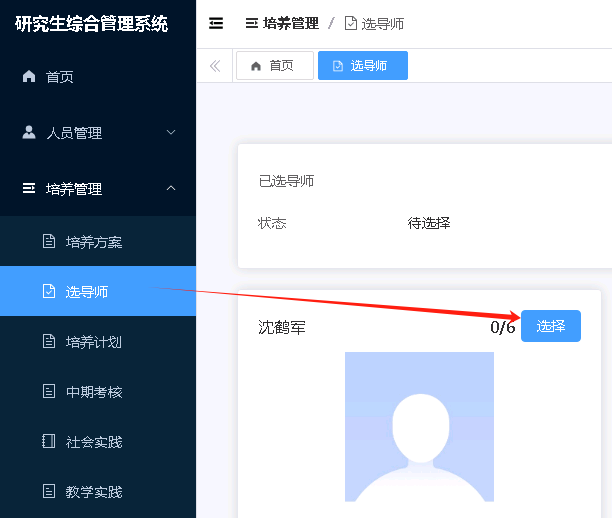 研究生综合管理系统
培养管理 / 选导师
首页
首页 选导师
人员管理
已选导师
培养管理
状态 待选择
培养方案
选导师
沈鹤军 0/6 选择
培养计划
中期考核
社会实践
教学实践